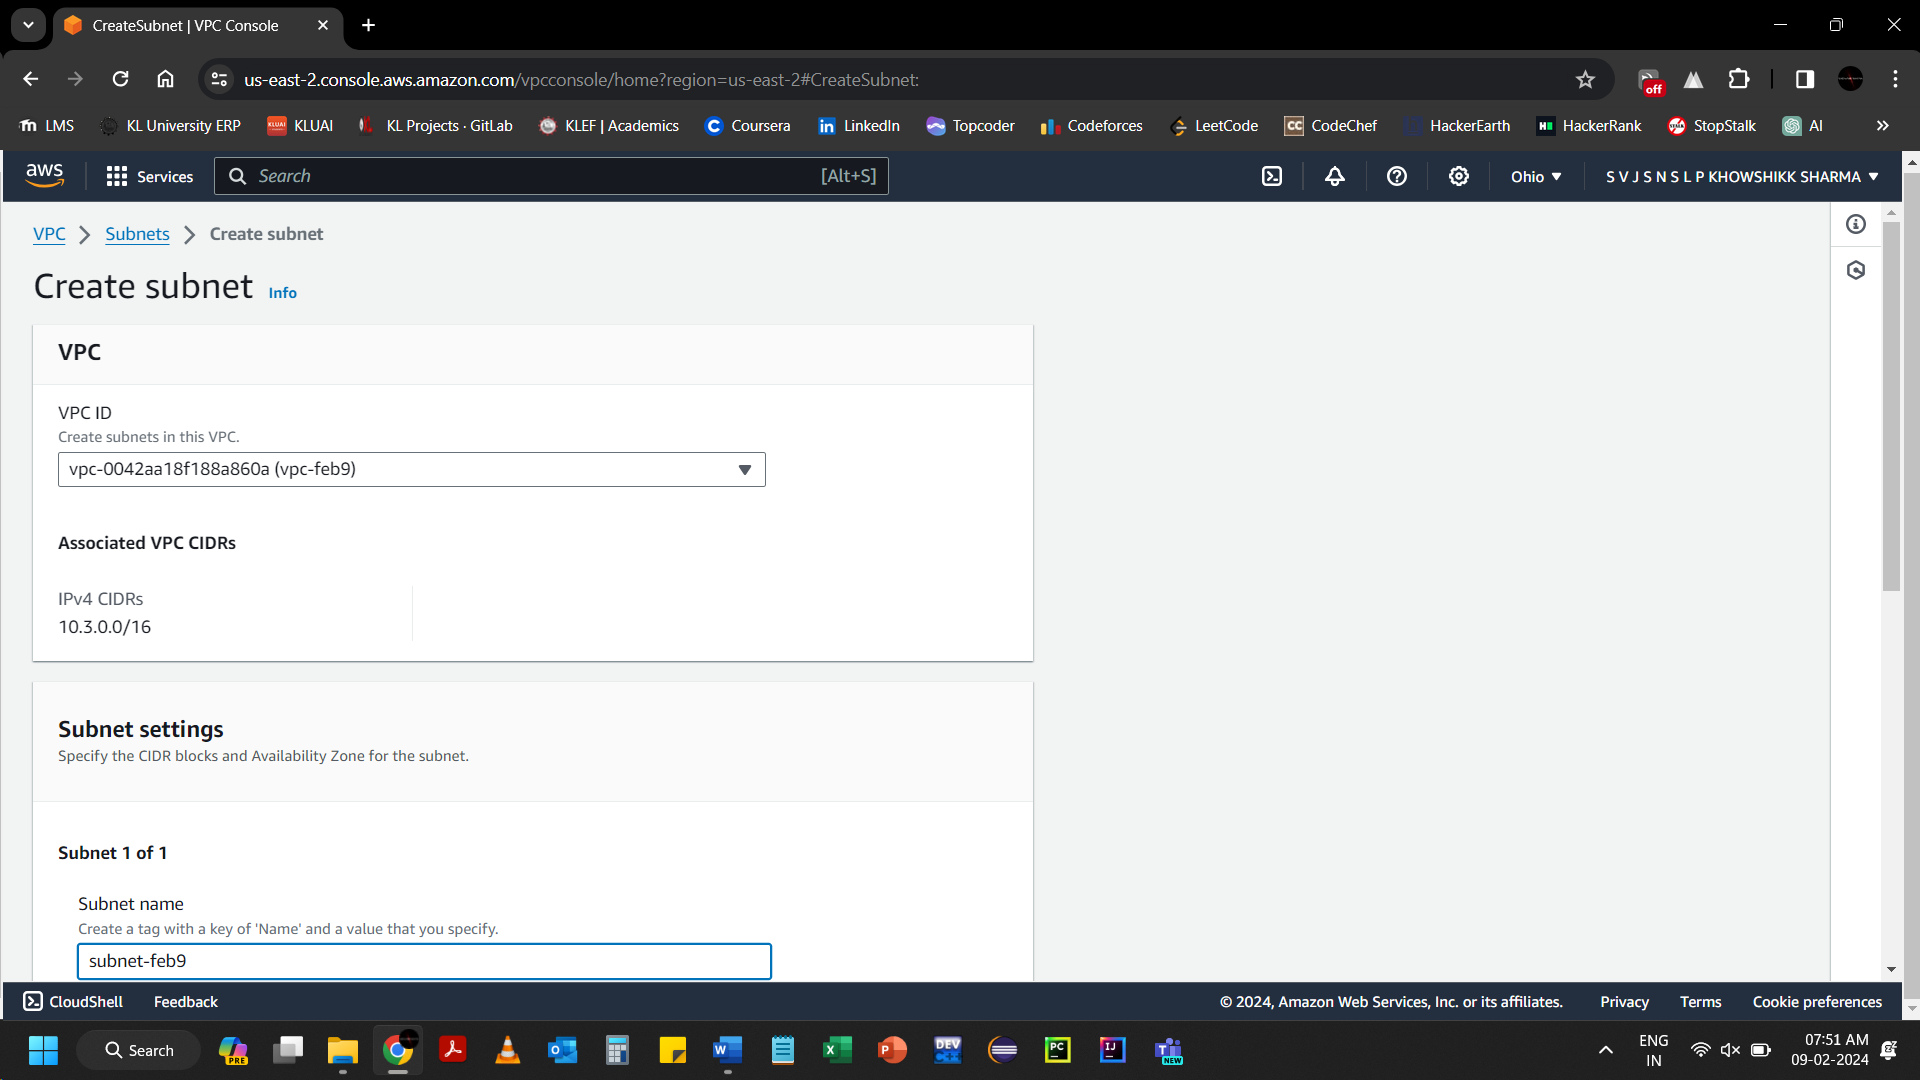 CreateSubnet | VPC Console
us-east-2.console.aws.amazon.com/vpcconsole/home?region=us-east-2#CreateSubnet:
off
LMS
KL University ERP
KLUAI
KL Projects · GitLab
KLEF | Academics
Coursera
LinkedIn
Topcoder
Codeforces
LeetCode
CodeChef
HackerEarth
HackerRank
StopStalk
AI
aws
Services
Search
[Alt+S]
Ohio
S V J S N S L P KHOWSHIKK SHARMA
VPC
Subnets
Create subnet
Create subnet
Info
VPC
VPC ID
Create subnets in this VPC.
vpc-0042aa18f188a860a (vpc-feb9)
Associated VPC CIDRs
IPv4 CIDRs
10.3.0.0/16
Subnet settings
Specify the CIDR blocks and Availability Zone for the subnet.
Subnet 1 of 1
Subnet name
Create a tag with a key of 'Name' and a value that you specify.
subnet-feb9
CloudShell
Feedback
© 2024, Amazon Web Services, Inc. or its affiliates.
Privacy
Terms
Cookie preferences
Search
PRE
DEV
PC
IJ
NEW
ENG
IN
07:51 AM
09-02-2024